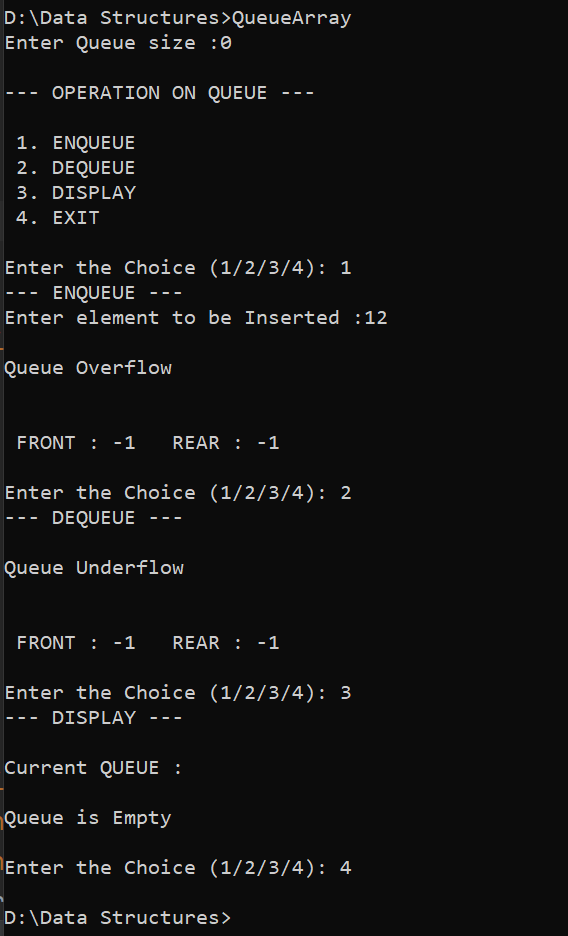 D:\Data Structures>QueueArray
Enter Queue size :0
--- OPERATION ON QUEUE ---
1. ENQUEUE
2. DEQUEUE
3. DISPLAY
4. EXIT
Enter the Choice (1/2/3/4): 1
--- ENQUEUE ---
Enter element to be Inserted :12
Queue Overflow
FRONT : -1   REAR : -1
Enter the Choice (1/2/3/4): 2
--- DEQUEUE ---
Queue Underflow
FRONT : -1   REAR : -1
Enter the Choice (1/2/3/4): 3
--- DISPLAY ---
Current QUEUE :
Queue is Empty
Enter the Choice (1/2/3/4): 4
D:\Data Structures>